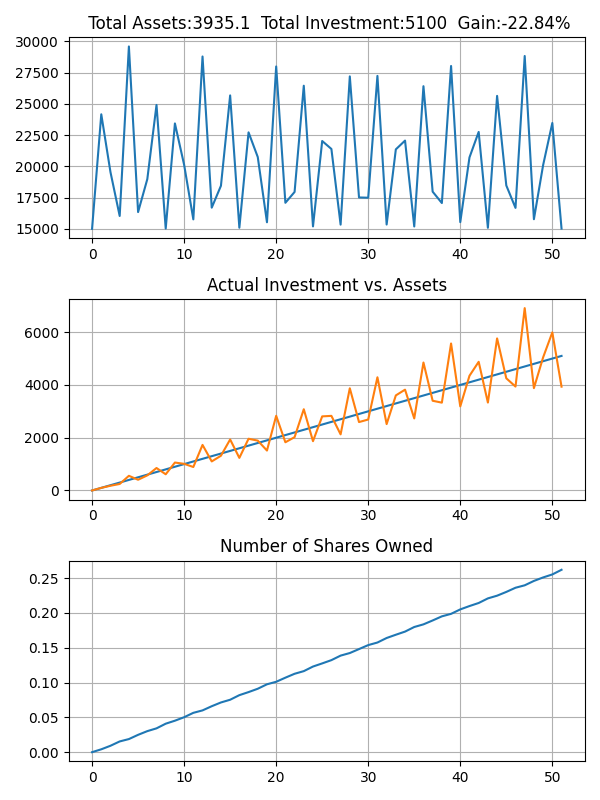 Total Assets:3935.1  Total Investment:5100  Gain:-22.84%
30000
27500
25000
22500
20000
17500
15000
0 10 20 30 40 50
Actual Investment vs. Assets
6000
4000
2000
0
0 10 20 30 40 50
Number of Shares Owned
0.25
0.20
0.15
0.10
0.05
0.00
0 10 20 30 40 50